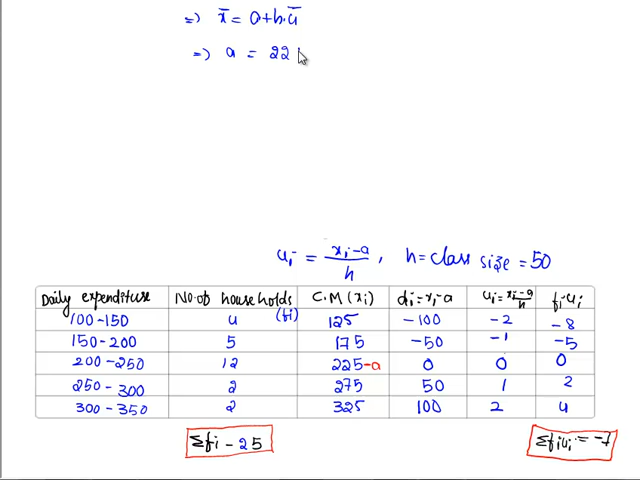 => x̄ = a+h.ū
=> a = 22
uᵢ = xᵢ-a/h, h = class size = 50
Daily expenditure No.of households (fi) C.M (xi) di = xi-a ui = xi-a/h fiui
100-150 4 125 -100 -2 -8
150-200 5 175 -50 -1 -5
200-250 12 225-a 0 0 0
250-300 2 275 50 1 2
300-350 2 325 100 2 4
Σfi - 25 Σfiui = -7